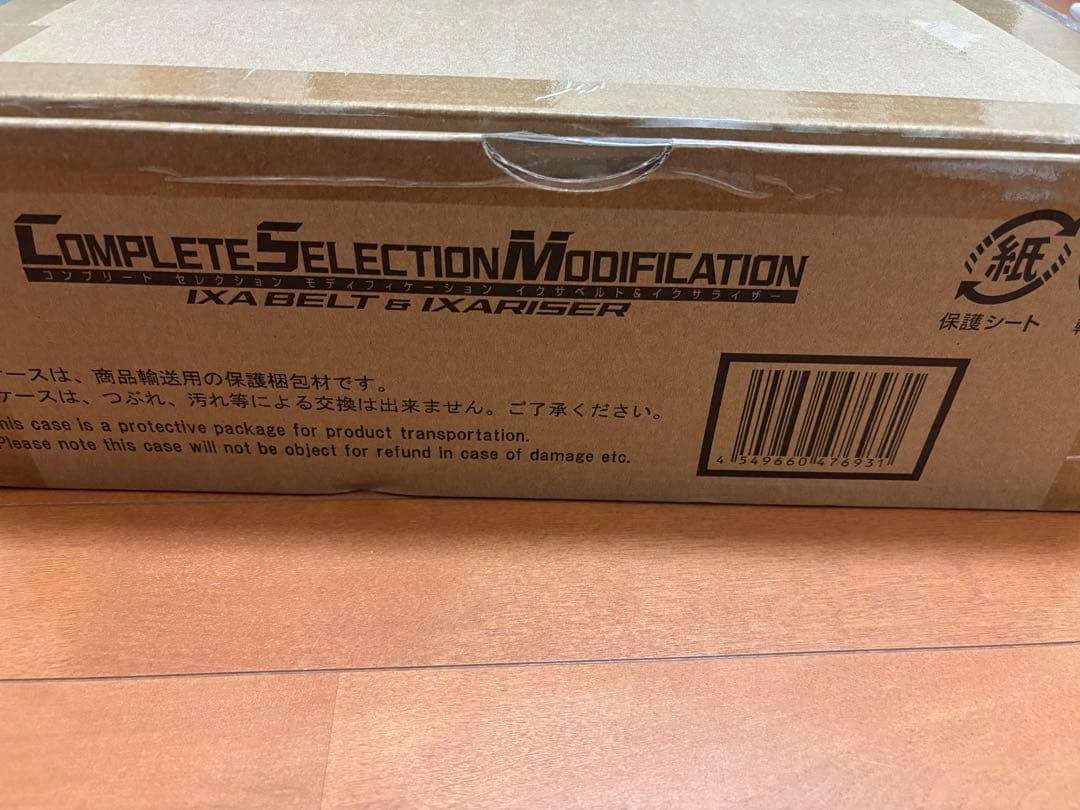 COMPLETE SELECTION MODIFICATION
コンプリート セレクション モディフィケーション イクサベルト&イクサライザー
IXA BELT & IXARISER
紙
保護シート
ケースは、商品輸送用の保護梱包材です。
ケースは、つぶれ、汚れ等による交換は出来ません。ご了承ください。
his case is a protective package for product transportation.
Please note this case will not be object for refund in case of damage etc.
4 549660 476931